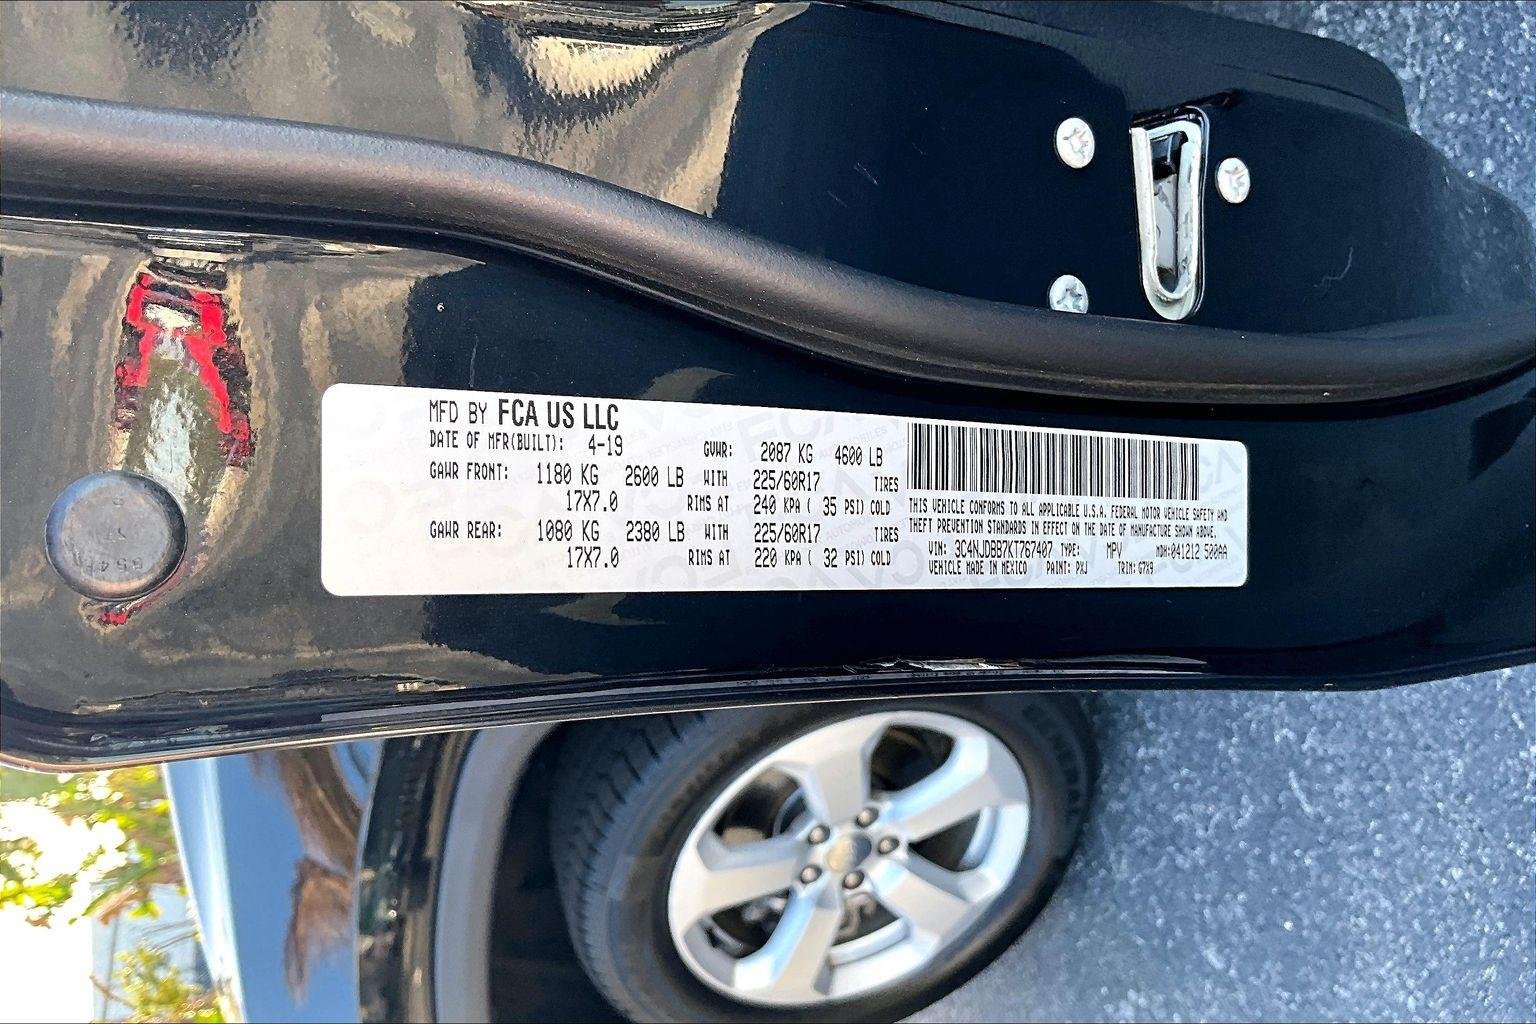 MFD BY FCA US LLC
DATE OF MFR(BUILT): 4-19 GVWR: 2087 KG 4600 LB
GAWR FRONT: 1180 KG 2600 LB WITH 225/60R17 TIRES
17X7.0 RIMS AT 240 KPA ( 35 PSI) COLD
GAWR REAR: 1080 KG 2380 LB WITH 225/60R17 TIRES
17X7.0 RIMS AT 220 KPA ( 32 PSI) COLD
THIS VEHICLE CONFORMS TO ALL APPLICABLE U.S.A. FEDERAL MOTOR VEHICLE SAFETY AND
THEFT PREVENTION STANDARDS IN EFFECT ON THE DATE OF MANUFACTURE SHOWN ABOVE.
VIN: 3C4NJDBB7KT767407 TYPE: MPV MDH:041212 500AA
VEHICLE MADE IN MEXICO PAINT: PXJ TRIM: G7X9
GENERAL